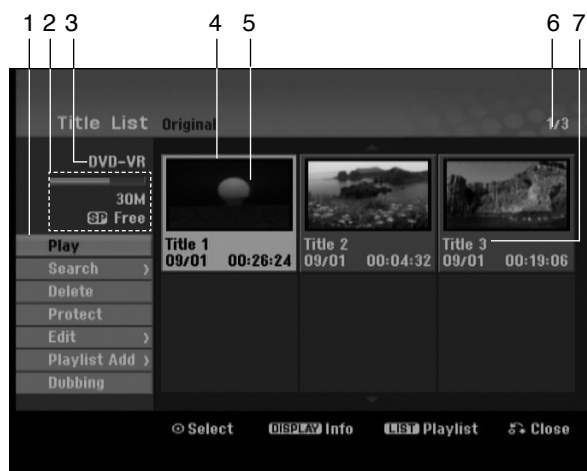 1 2 3 4 5 6 7
Title List Original 1/3
DVD-VR
30M
SP Free
Play
Search
Delete
Protect
Edit
Playlist Add
Dubbing
Title 1
09/01 00:26:24
Title 2
09/01 00:04:32
Title 3
09/01 00:19:06
Select DISPLAY Info LIST Playlist Close